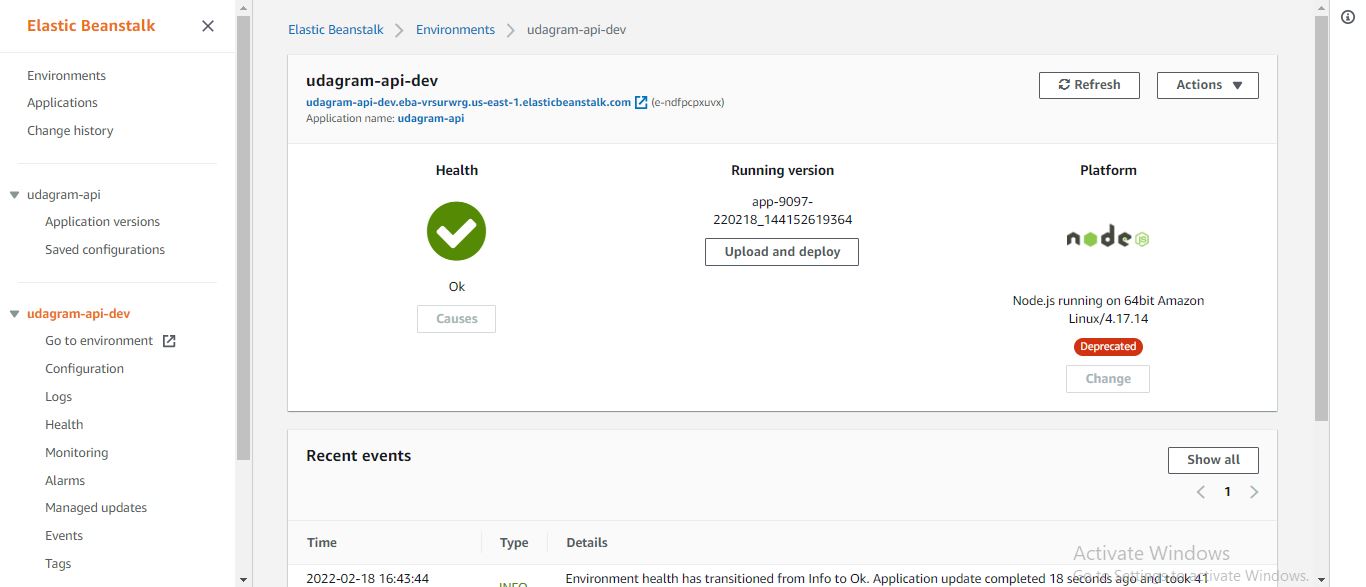 Elastic Beanstalk
Environments
Applications
Change history
udagram-api
Application versions
Saved configurations
udagram-api-dev
Go to environment
Configuration
Logs
Health
Monitoring
Alarms
Managed updates
Events
Tags
Elastic Beanstalk > Environments > udagram-api-dev
udagram-api-dev
udagram-api-dev.eba-vrsurwrg.us-east-1.elasticbeanstalk.com (e-ndfpcpxuvx)
Application name: udagram-api
Refresh
Actions
Health
Ok
Causes
Running version
app-9097-
220218_144152619364
Upload and deploy
Platform
node JS
Node.js running on 64bit Amazon
Linux/4.17.14
Deprecated
Change
Recent events
Show all
1
Time Type Details
2022-02-18 16:43:44 INFO Environment health has transitioned from Info to Ok. Application update completed 18 seconds ago and took 41
Activate Windows
Go to Settings to activate Windows.